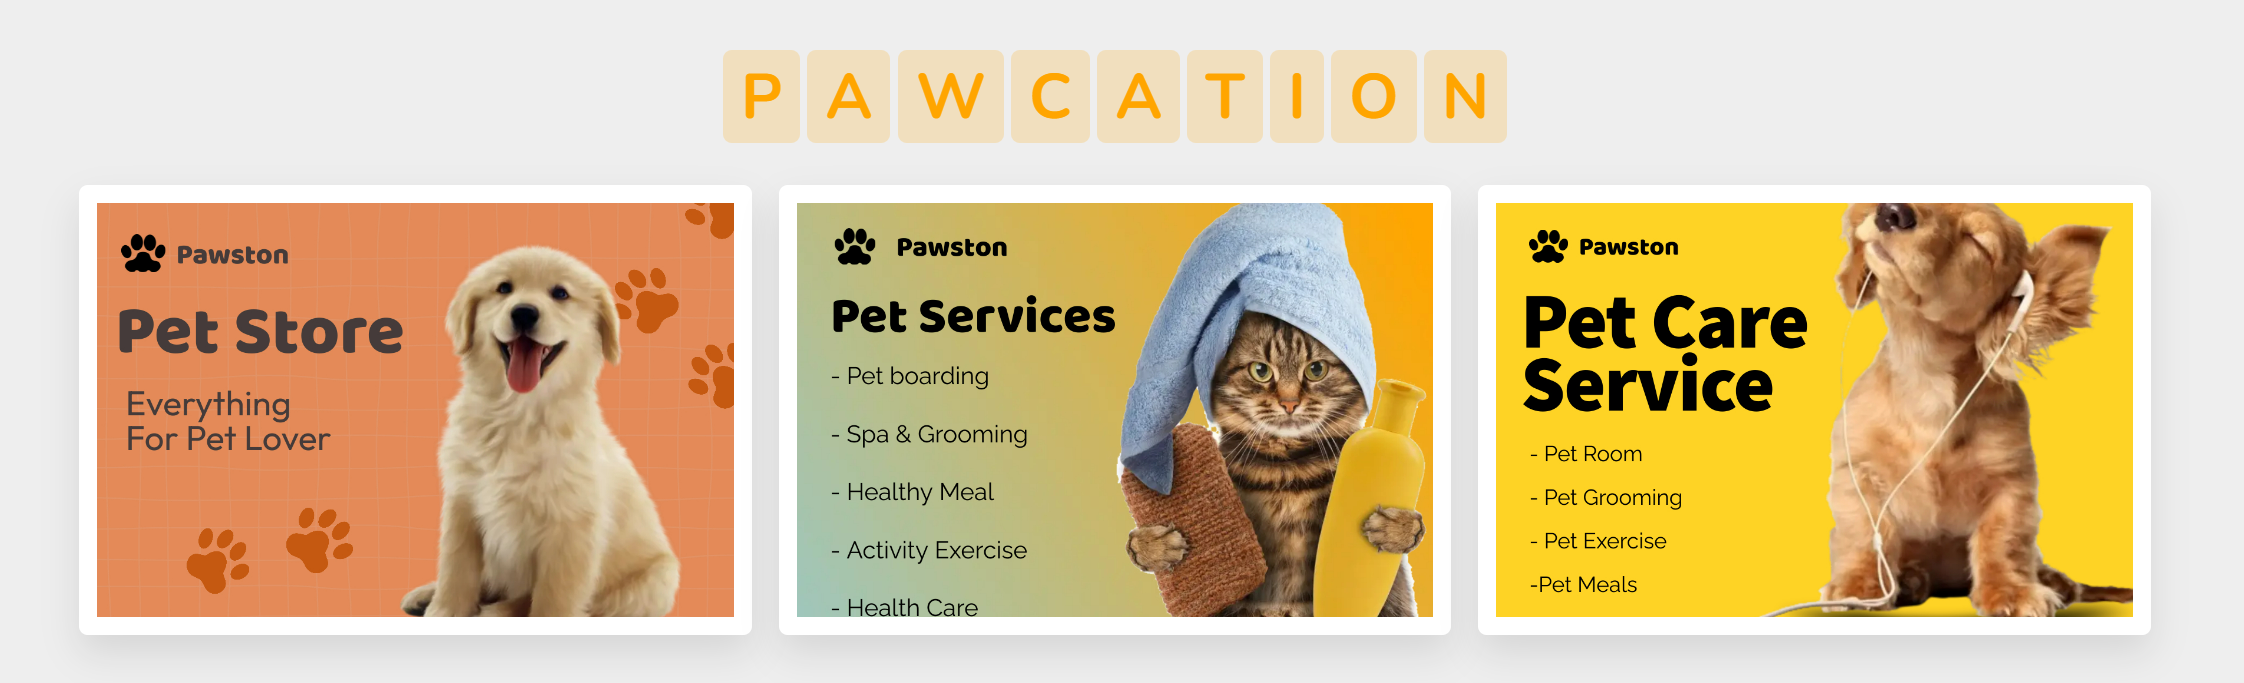 PAWCATION
Pawston
Pet Store
Everything
For Pet Lover
Pawston
Pet Services
- Pet boarding
- Spa & Grooming
- Healthy Meal
- Activity Exercise
- Health Care
Pawston
Pet Care
Service
- Pet Room
- Pet Grooming
- Pet Exercise
-Pet Meals